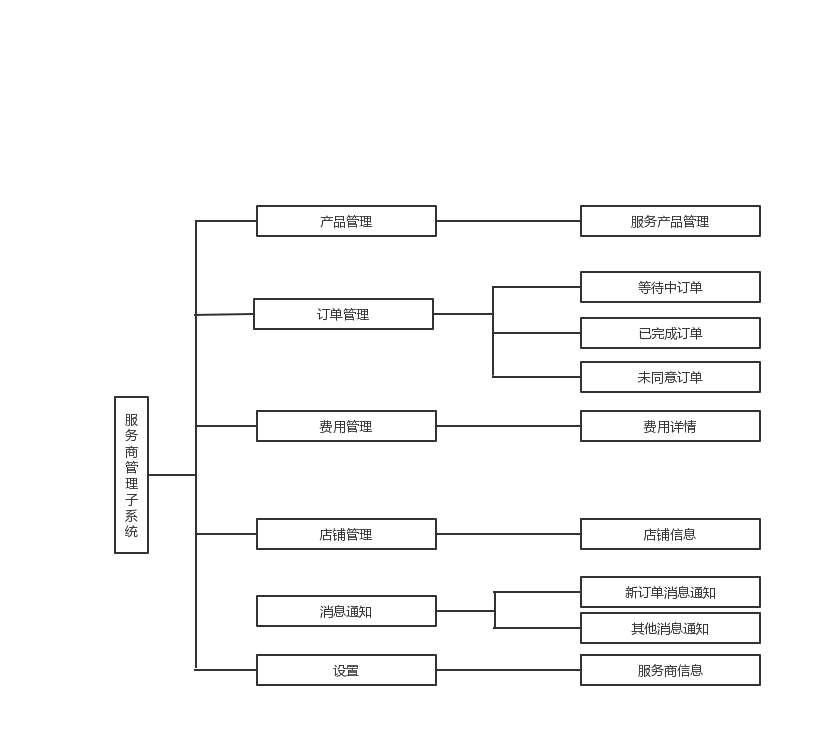 服务商管理子系统
产品管理
服务产品管理
订单管理
等待中订单
已完成订单
未同意订单
费用管理
费用详情
店铺管理
店铺信息
消息通知
新订单消息通知
其他消息通知
设置
服务商信息